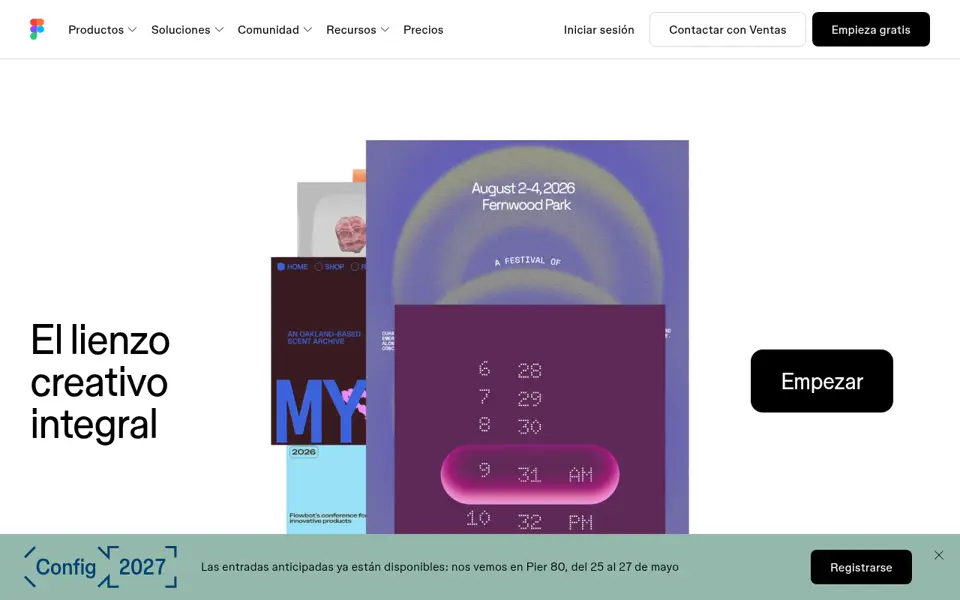 Productos
Soluciones
Comunidad
Recursos
Precios
Iniciar sesión
Contactar con Ventas
Empieza gratis
August 2-4, 2026
Fernwood Park
A FESTIVAL OF
HOME SHOP
AN OAKLAND-BASED
SCENT ARCHIVE
MY
2026
Flowbot's conference for
innovative products
6 28
7 29
8 30
9 31 AM
10 32 PM
El lienzo
creativo
integral
Empezar
Config 2027
Las entradas anticipadas ya están disponibles: nos vemos en Pier 80, del 25 al 27 de mayo
Registrarse